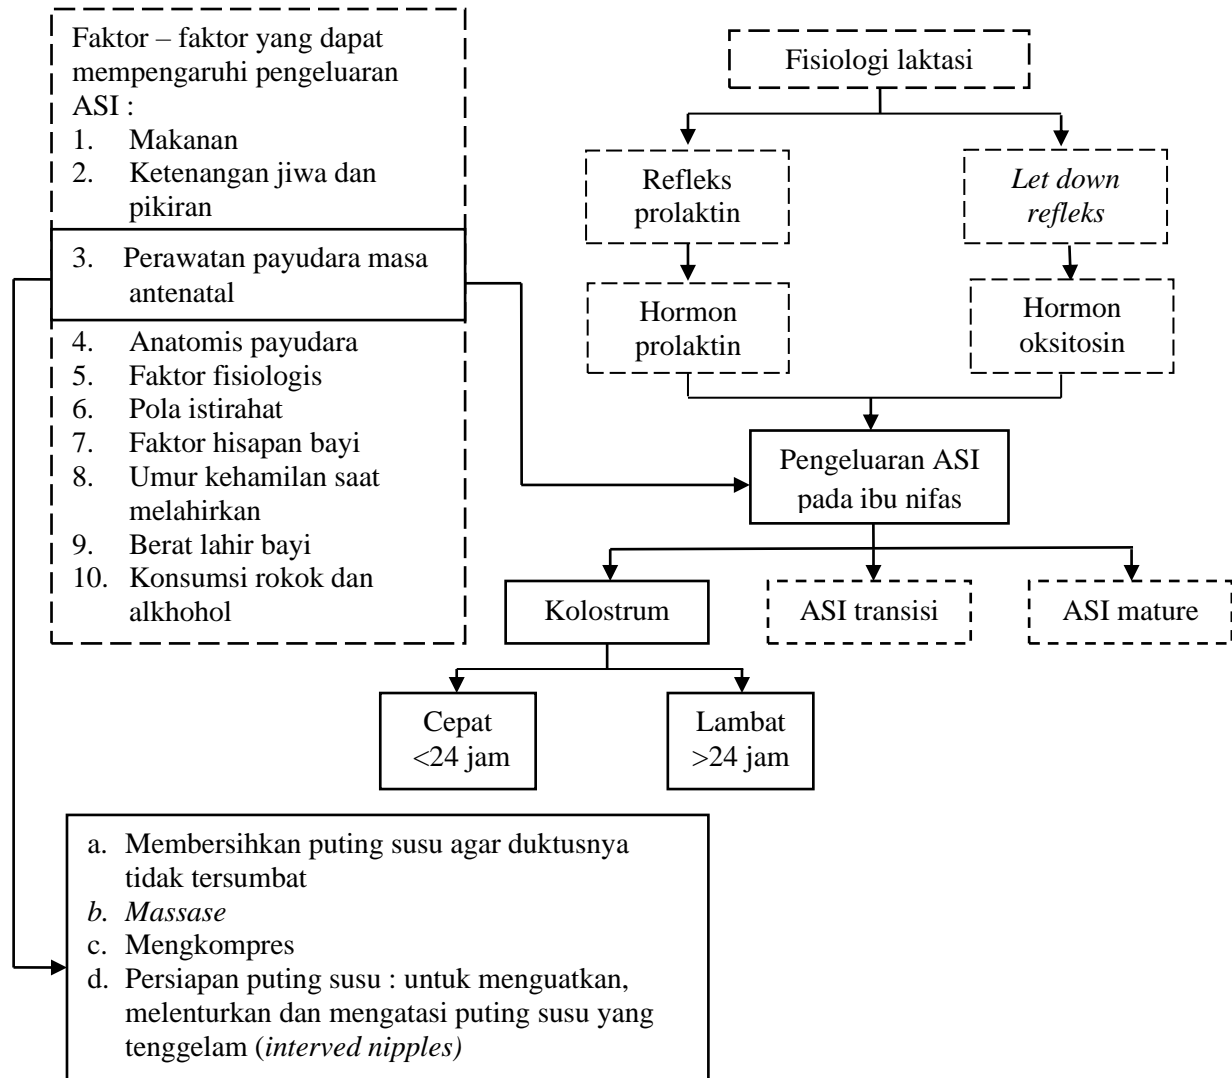 Faktor – faktor yang dapat
mempengaruhi pengeluaran
ASI :
1. Makanan
2. Ketenangan jiwa dan
pikiran
3. Perawatan payudara masa
antenatal
4. Anatomis payudara
5. Faktor fisiologis
6. Pola istirahat
7. Faktor hisapan bayi
8. Umur kehamilan saat
melahirkan
9. Berat lahir bayi
10. Konsumsi rokok dan
alkhohol
Fisiologi laktasi
Refleks
prolaktin
Let down
refleks
Hormon
prolaktin
Hormon
oksitosin
Pengeluaran ASI
pada ibu nifas
Kolostrum
ASI transisi
ASI mature
Cepat
<24 jam
Lambat
>24 jam
a. Membersihkan puting susu agar duktusnya
tidak tersumbat
b. Massase
c. Mengkompres
d. Persiapan puting susu : untuk menguatkan,
melenturkan dan mengatasi puting susu yang
tenggelam (interved nipples)